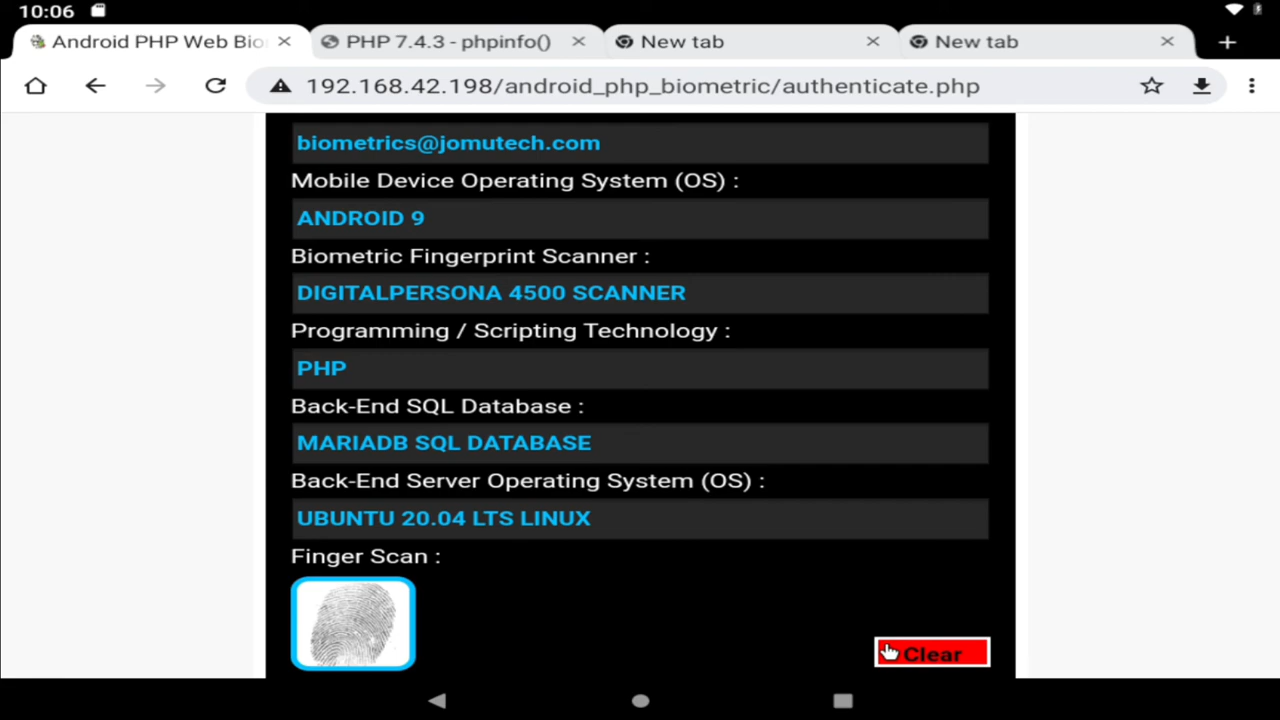 10:06
Android PHP Web Bio
PHP 7.4.3 - phpinfo()
New tab
New tab
192.168.42.198/android_php_biometric/authenticate.php
biometrics@jomutech.com
Mobile Device Operating System (OS) :
ANDROID 9
Biometric Fingerprint Scanner :
DIGITALPERSONA 4500 SCANNER
Programming / Scripting Technology :
PHP
Back-End SQL Database :
MARIADB SQL DATABASE
Back-End Server Operating System (OS) :
UBUNTU 20.04 LTS LINUX
Finger Scan :
Clear